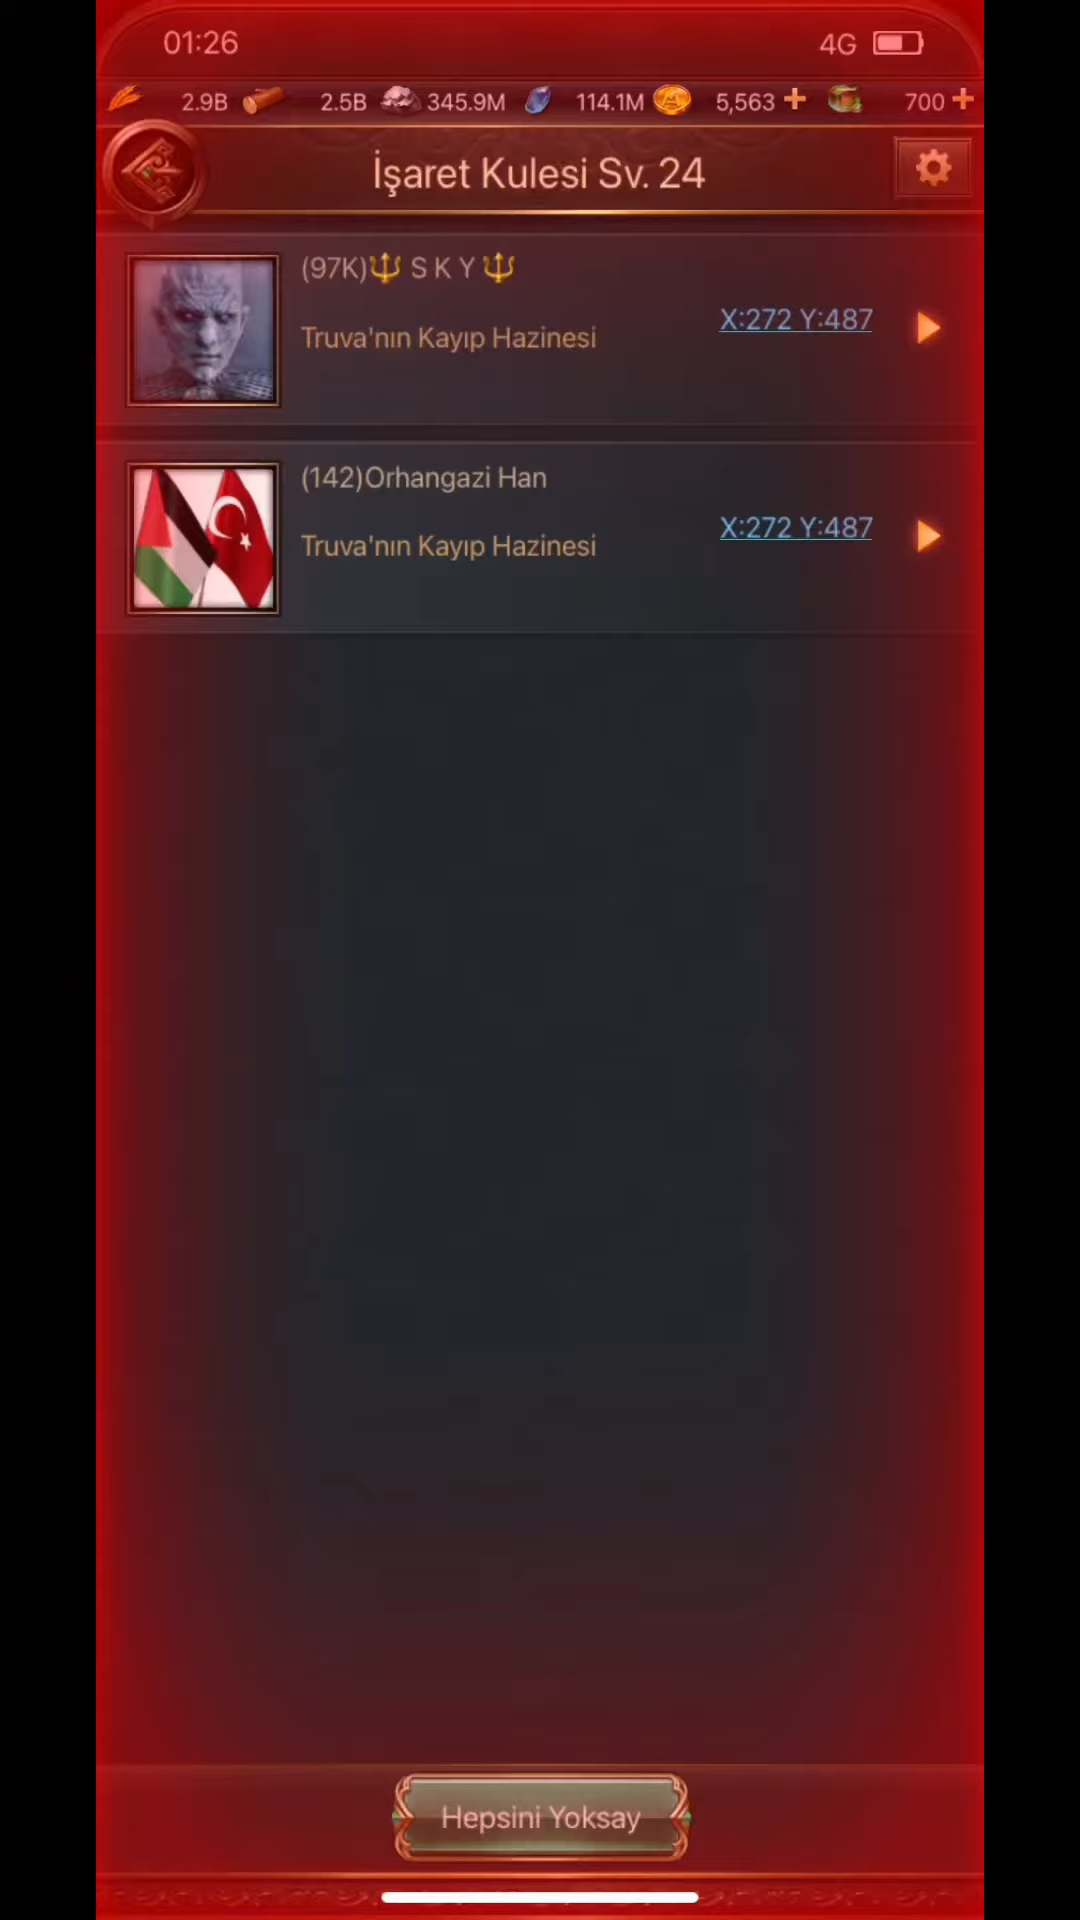 01:26
4G
2.9B 2.5B 345.9M 114.1M 5,563 + 700 +
İşaret Kulesi Sv. 24
(97K)🔱 S K Y 🔱
Truva'nın Kayıp Hazinesi
X:272 Y:487
(142)Orhangazi Han
Truva'nın Kayıp Hazinesi
X:272 Y:487
Hepsini Yoksay